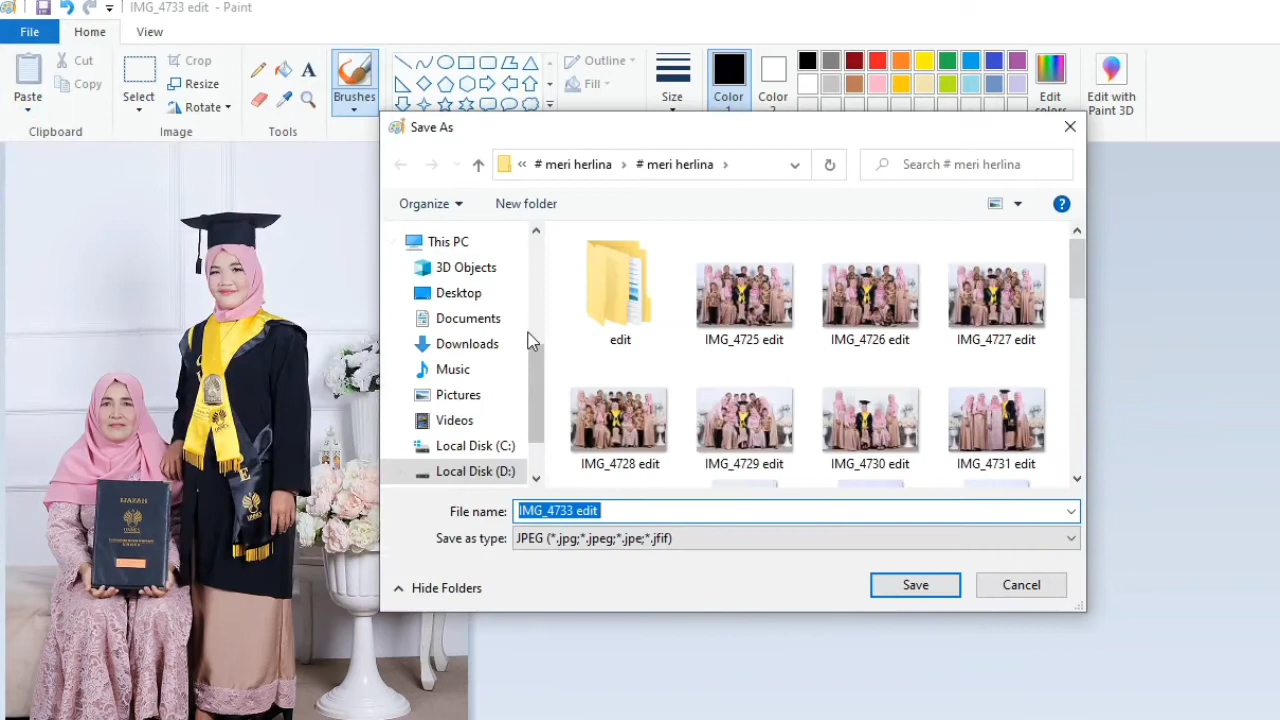 IMG_4733 edit - Paint
File
Home
View
Paste
Cut
Copy
Clipboard
Select
Crop
Resize
Rotate
Image
A
Tools
Brushes
Outline
Fill
Size
Color
1
Color
2
Edit
colors
Edit with
Paint 3D
Save As
« # meri herlina › # meri herlina ›
Search # meri herlina
Organize
New folder
?
This PC
3D Objects
Desktop
Documents
Downloads
Music
Pictures
Videos
Local Disk (C:)
Local Disk (D:)
edit
IMG_4725 edit
IMG_4726 edit
IMG_4727 edit
IMG_4728 edit
IMG_4729 edit
IMG_4730 edit
IMG_4731 edit
File name: IMG_4733 edit
Save as type: JPEG (*.jpg;*.jpeg;*.jpe;*.jfif)
Hide Folders
Save
Cancel
IJAZAH
UNNES